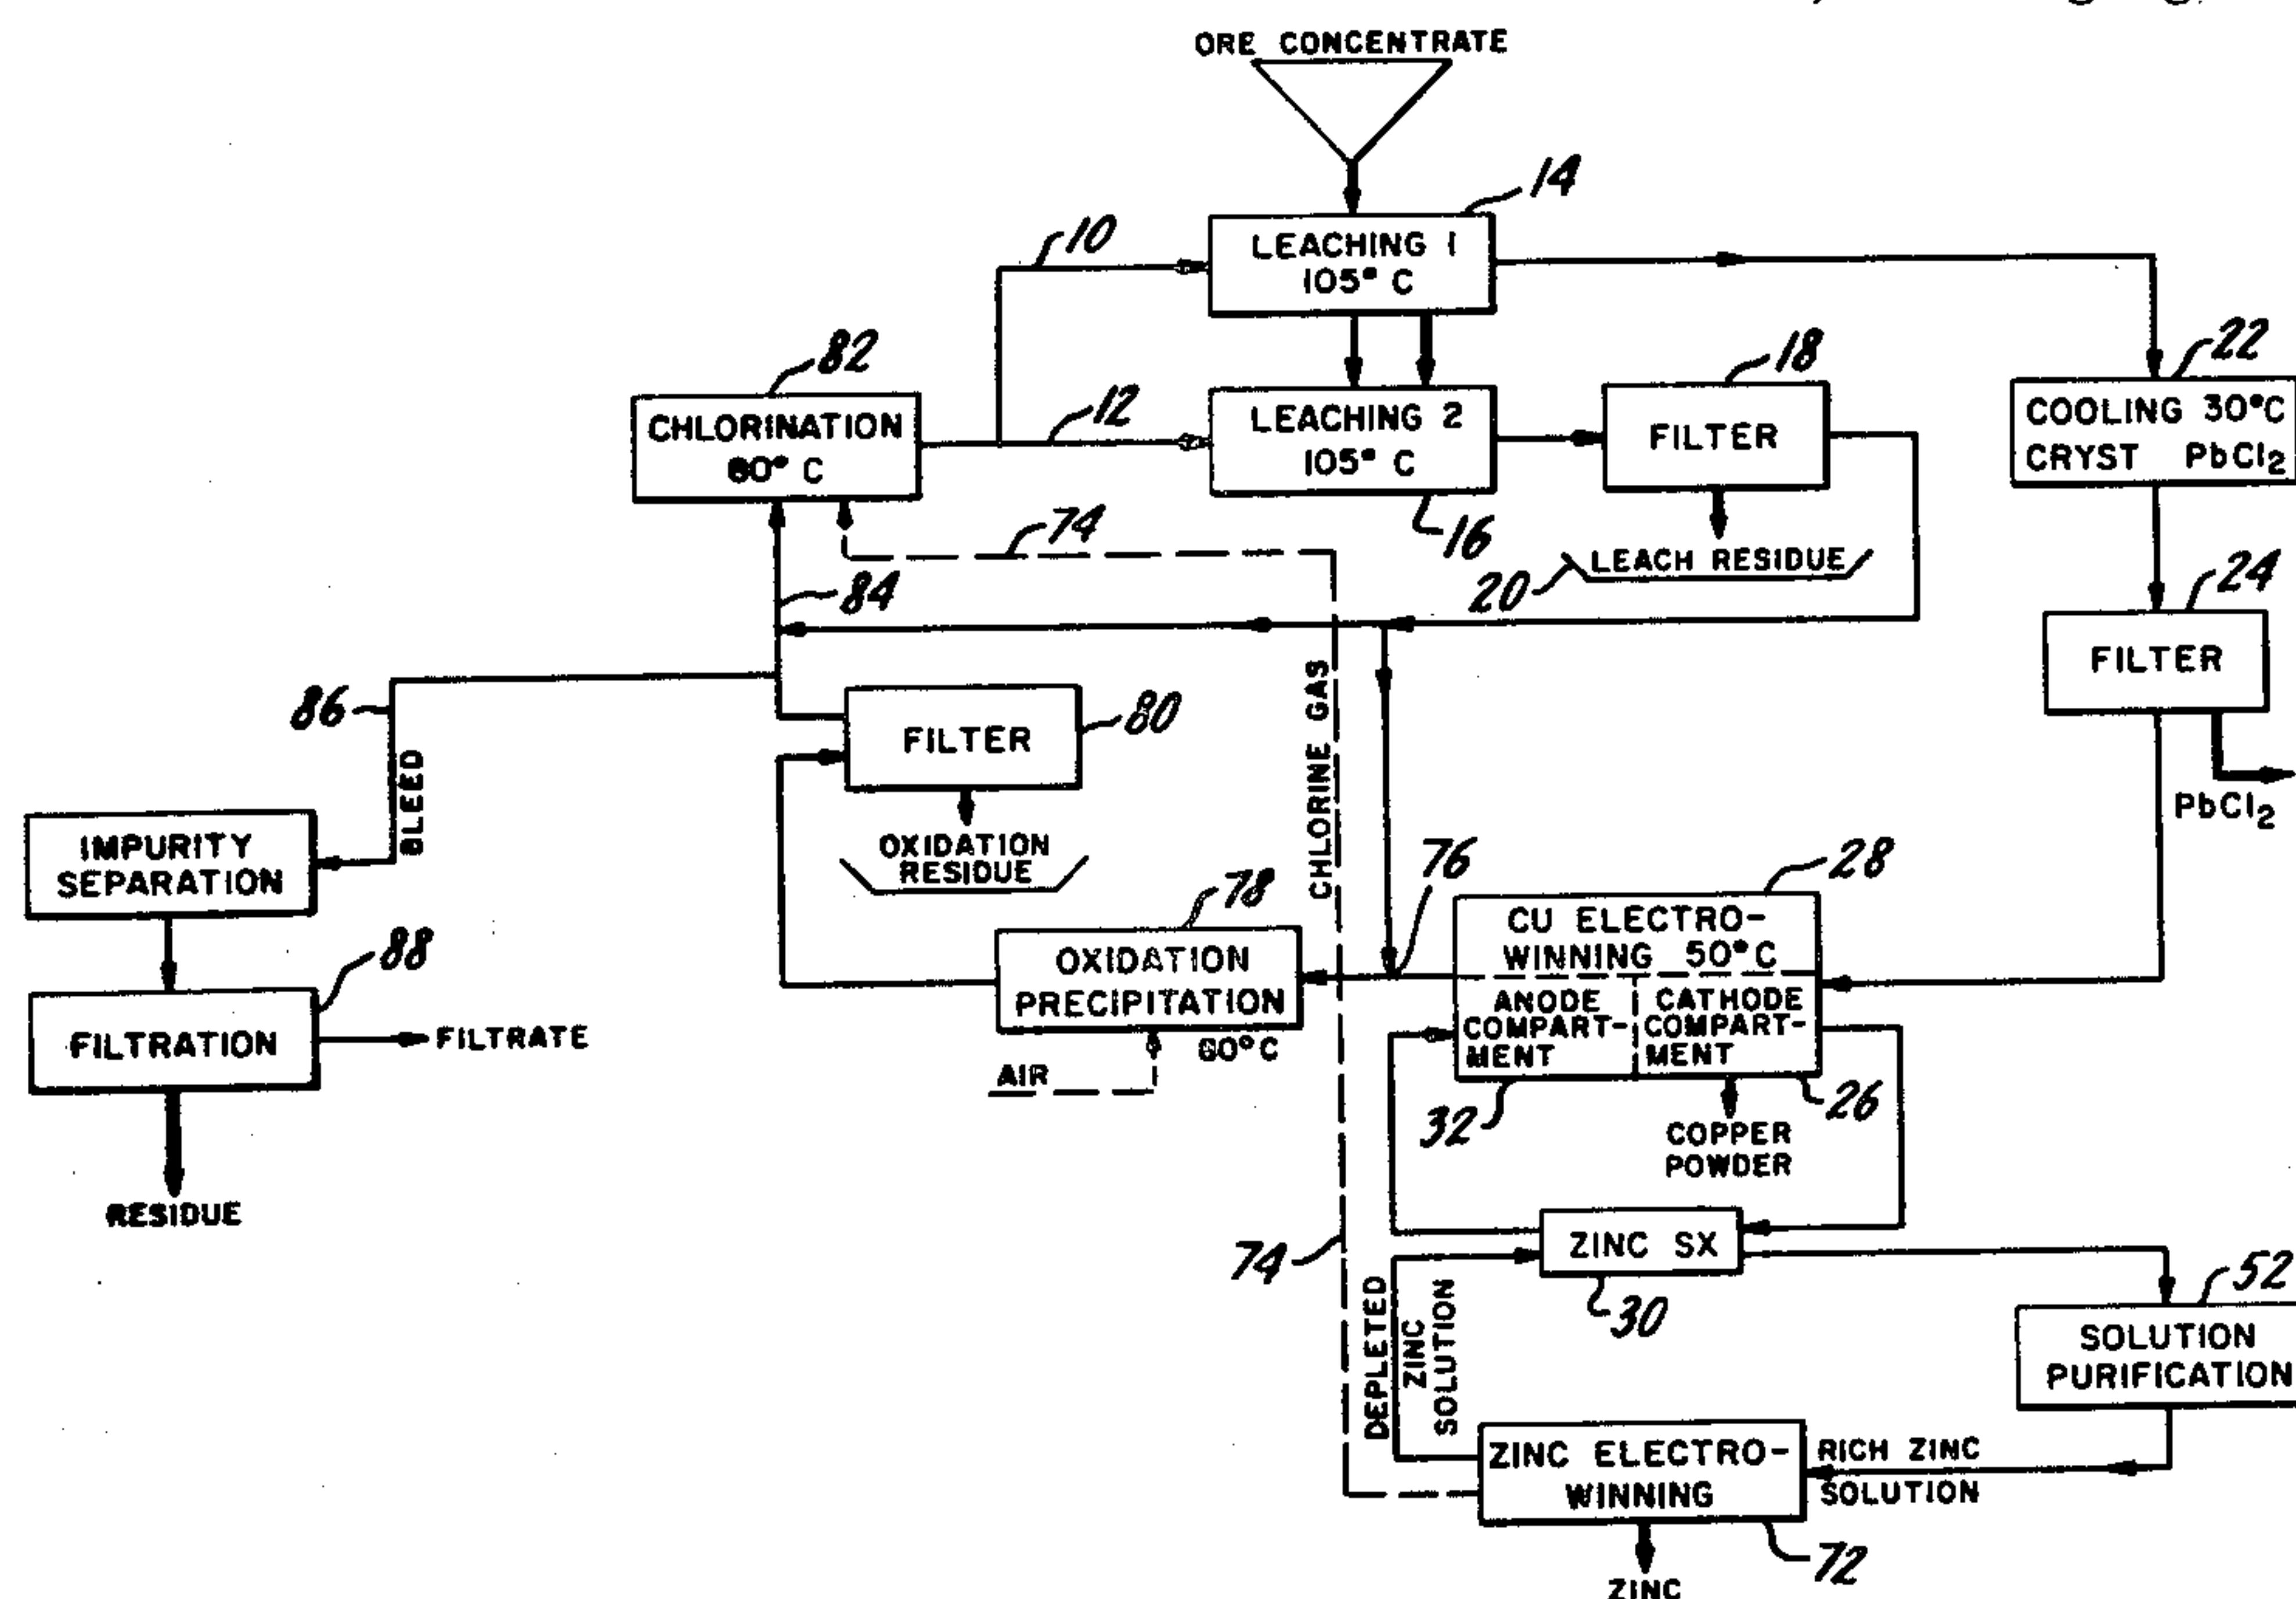 ORE CONCENTRATE
14
LEACHING 1
105° C
10
82
CHLORINATION
80° C
12
LEACHING 2
105° C
16
18
FILTER
LEACH RESIDUE
20
22
COOLING 30°C
CRYST PbCl2
24
FILTER
PbCl2
74
84
86
BLEED
FILTER
80
OXIDATION
RESIDUE
CHLORINE GAS
IMPURITY
SEPARATION
88
FILTRATION
FILTRATE
RESIDUE
78
OXIDATION
PRECIPITATION
AIR
76
28
CU ELECTRO-
WINNING 50°C
ANODE
COMPART-
MENT
CATHODE
COMPART-
MENT
32
26
COPPER
POWDER
ZINC SX
30
74
DEPLETED
ZINC
SOLUTION
52
SOLUTION
PURIFICATION
ZINC ELECTRO-
WINNING
RICH ZINC
SOLUTION
72
ZINC